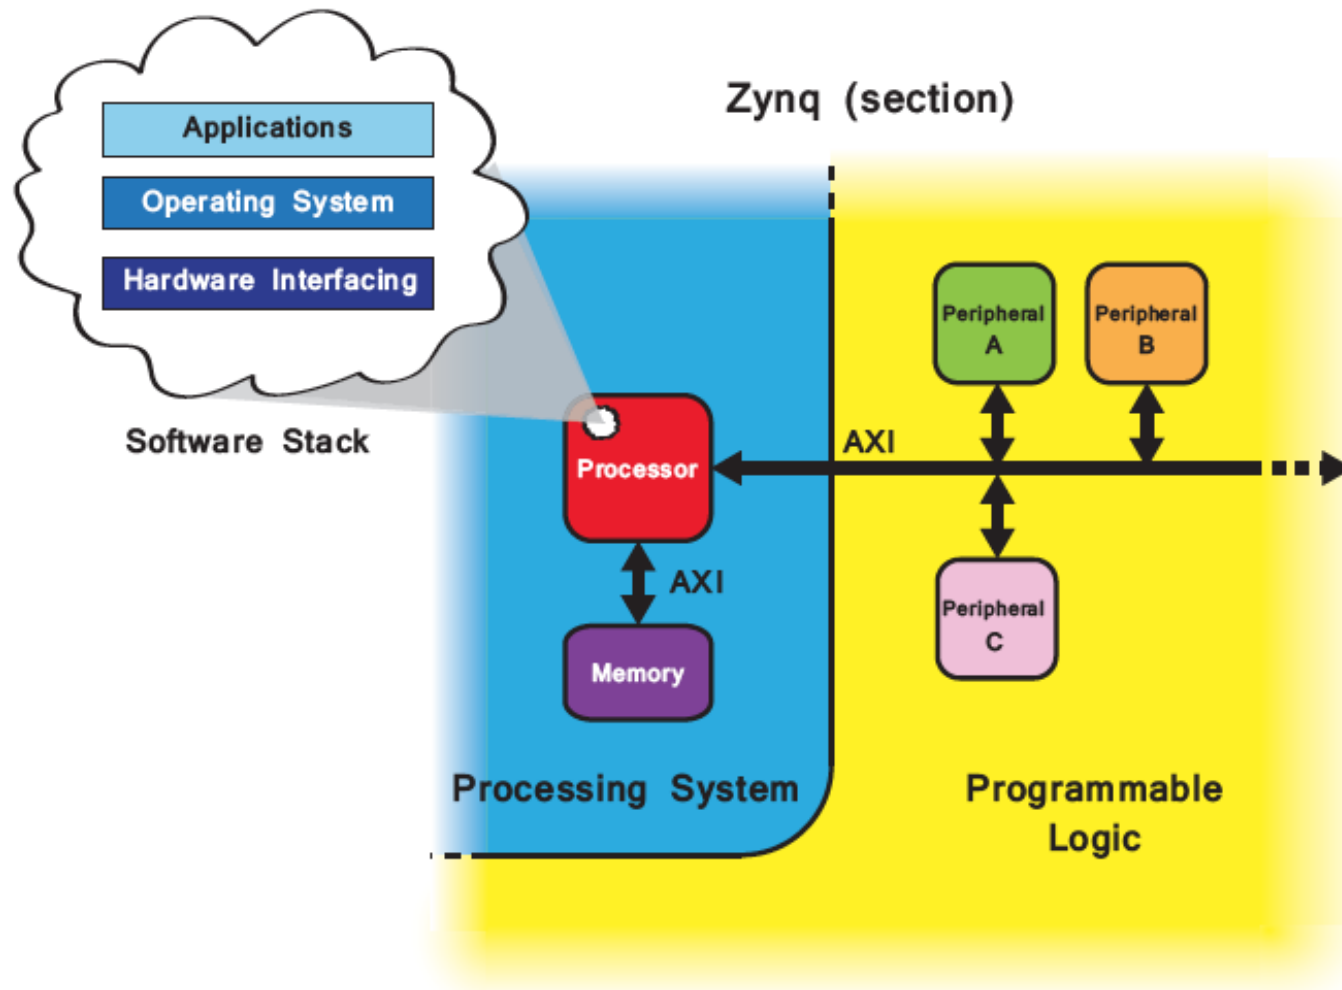 Zynq (section)
Applications
Operating System
Hardware Interfacing
Software Stack
Peripheral
A
Peripheral
B
AXI
Processor
AXI
Peripheral
C
Memory
Processing System
Programmable
Logic